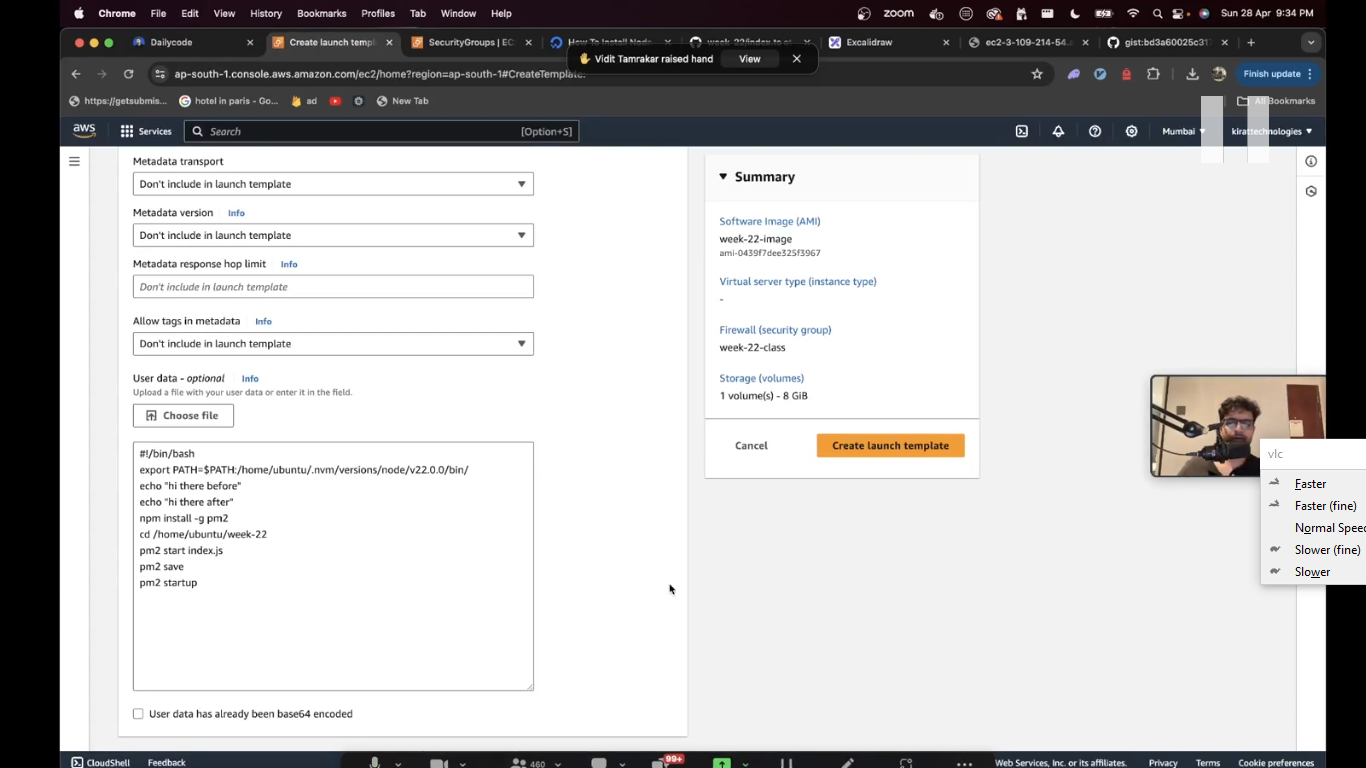 Chrome File Edit View History Bookmarks Profiles Tab Window Help
zoom
Sun 28 Apr 9:34 PM
Dailycode
Create launch templ
SecurityGroups | EC
How To Install Node
week-22/index.ts at
Excalidraw
ec2-3-109-214-54.c
gist:bd3a60025c317
Vidit Tamrakar raised hand
View
ap-south-1.console.aws.amazon.com/ec2/home?region=ap-south-1#CreateTemplate:
Finish update
https://getsubmis...
hotel in paris - Go...
ad
New Tab
All Bookmarks
aws
Services
Search
[Option+S]
Mumbai
kirattechnologies
Metadata transport
Don't include in launch template
Metadata version Info
Don't include in launch template
Metadata response hop limit Info
Don't include in launch template
Allow tags in metadata Info
Don't include in launch template
User data - optional Info
Upload a file with your user data or enter it in the field.
Choose file
#!/bin/bash
export PATH=$PATH:/home/ubuntu/.nvm/versions/node/v22.0.0/bin/
echo "hi there before"
echo "hi there after"
npm install -g pm2
cd /home/ubuntu/week-22
pm2 start index.js
pm2 save
pm2 startup
User data has already been base64 encoded
Summary
Software Image (AMI)
week-22-image
ami-0439f7dee325f3967
Virtual server type (instance type)
-
Firewall (security group)
week-22-class
Storage (volumes)
1 volume(s) - 8 GiB
Cancel
Create launch template
vlc
Faster
Faster (fine)
Normal Speed
Slower (fine)
Slower
CloudShell
Feedback
460
99+
Web Services, Inc. or its affiliates.
Privacy
Terms
Cookie preferences